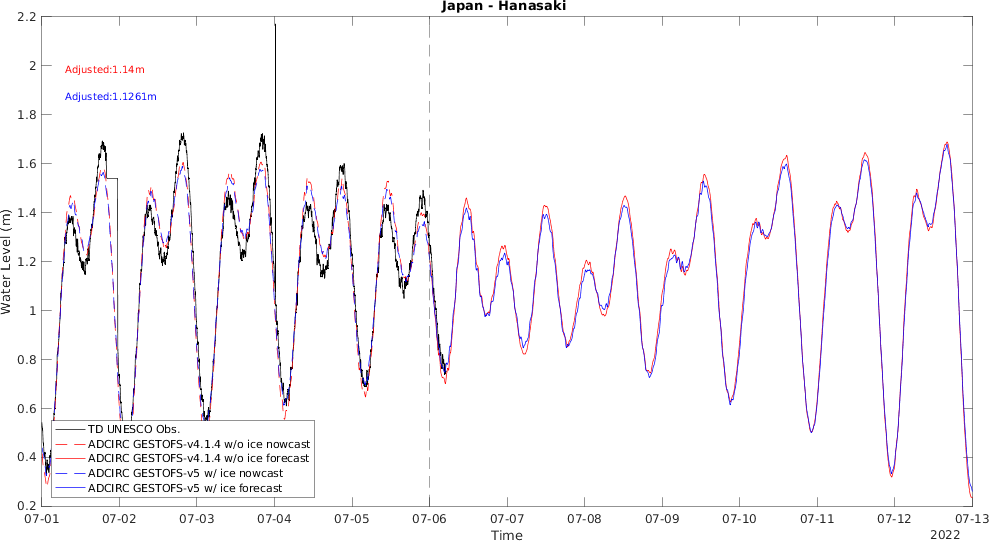 Japan - Hanasaki
2.2
2
1.8
1.6
1.4
1.2
1
0.8
0.6
0.4
0.2
Water Level (m)
Adjusted:1.14m
Adjusted:1.1261m
TD UNESCO Obs.
ADCIRC GESTOFS-v4.1.4 w/o ice nowcast
ADCIRC GESTOFS-v4.1.4 w/o ice forecast
ADCIRC GESTOFS-v5 w/ ice nowcast
ADCIRC GESTOFS-v5 w/ ice forecast
07-01 07-02 07-03 07-04 07-05 07-06 07-07 07-08 07-09 07-10 07-11 07-12 07-13
Time
2022